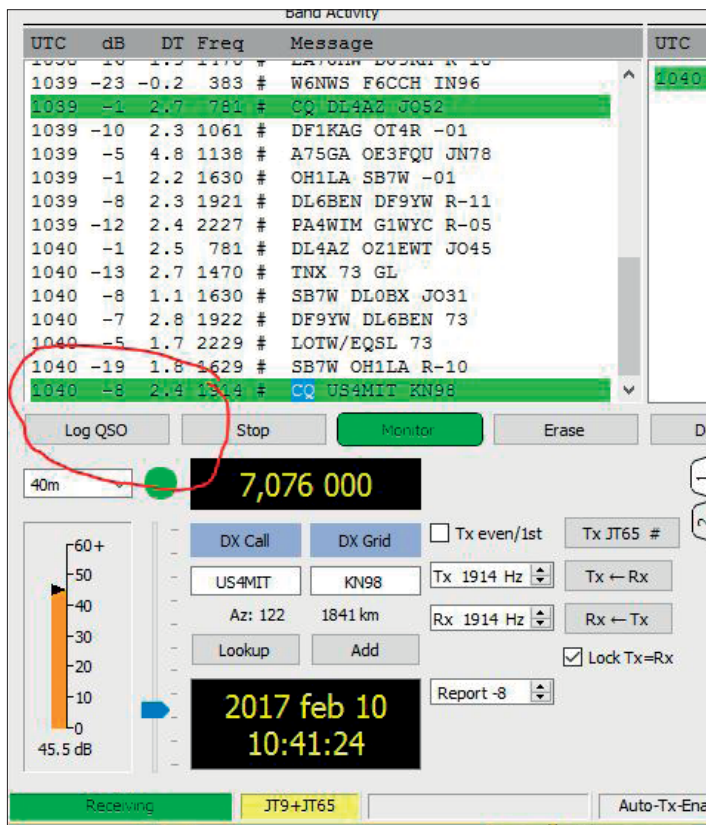 Band Activity
UTC dB DT Freq Message
UTC
1039 -23 -0.2 383 # W6NWS F6CCH IN96
1040
1039 -1 2.7 781 # CQ DL4AZ JO52
1039 -10 2.3 1061 # DF1KAG OT4R -01
1039 -5 4.8 1138 # A75GA OE3FQU JN78
1039 -1 2.2 1630 # OH1LA SB7W -01
1039 -8 2.3 1921 # DL6BEN DF9YW R-11
1039 -12 2.4 2227 # PA4WIM G1WYC R-05
1040 -1 2.5 781 # DL4AZ OZ1EWT JO45
1040 -13 2.7 1470 # TNX 73 GL
1040 -8 1.1 1630 # SB7W DL0BX JO31
1040 -7 2.8 1922 # DF9YW DL6BEN 73
1040 -5 1.7 2229 # LOTW/EQSL 73
1040 -19 1.8 1629 # SB7W OH1LA R-10
1040 -8 2.4 1914 # CQ US4MIT KN98
Log QSO Stop Monitor Erase D
40m
7,076 000
1
2
DX Call DX Grid
Tx even/1st
Tx JT65 #
US4MIT KN98
Tx 1914 Hz
Tx ← Rx
Az: 122 1841 km
Rx 1914 Hz
Rx ← Tx
Lookup Add
Lock Tx=Rx
Report -8
2017 feb 10
10:41:24
60+
50
40
30
20
10
0
45.5 dB
Receiving JT9+JT65 Auto-Tx-Ena